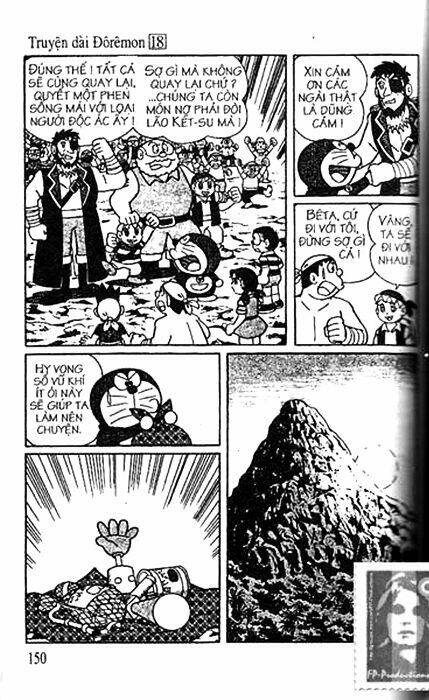 Truyện dài Đôrêmon 18
ĐÚNG THẾ! TẤT CẢ
SẼ CÙNG QUAY LẠI,
QUYẾT MỘT PHEN
SỐNG MÁI VỚI LOẠI
NGƯỜI ĐỘC ÁC ẤY!
SỢ GÌ MÀ KHÔNG
QUAY LẠI CHỨ?
...CHÚNG TA CÒN
MÓN NỢ PHẢI ĐÒI
LÃO KÉT-SU MÀ!
XIN CẢM
ƠN CÁC
NGÀI THẬT
LÀ DŨNG
CẢM!
BÊTA, CỨ
ĐI VỚI TÔI,
ĐỪNG SỢ GÌ
CẢ!
VÂNG,
TA SẼ
ĐI VỚI
NHAU!
HY VỌNG
SỐ VŨ KHÍ
ÍT ỎI NÀY
SẼ GIÚP TA
LÀM NÊN
CHUYỆN.
150
FP-Productions